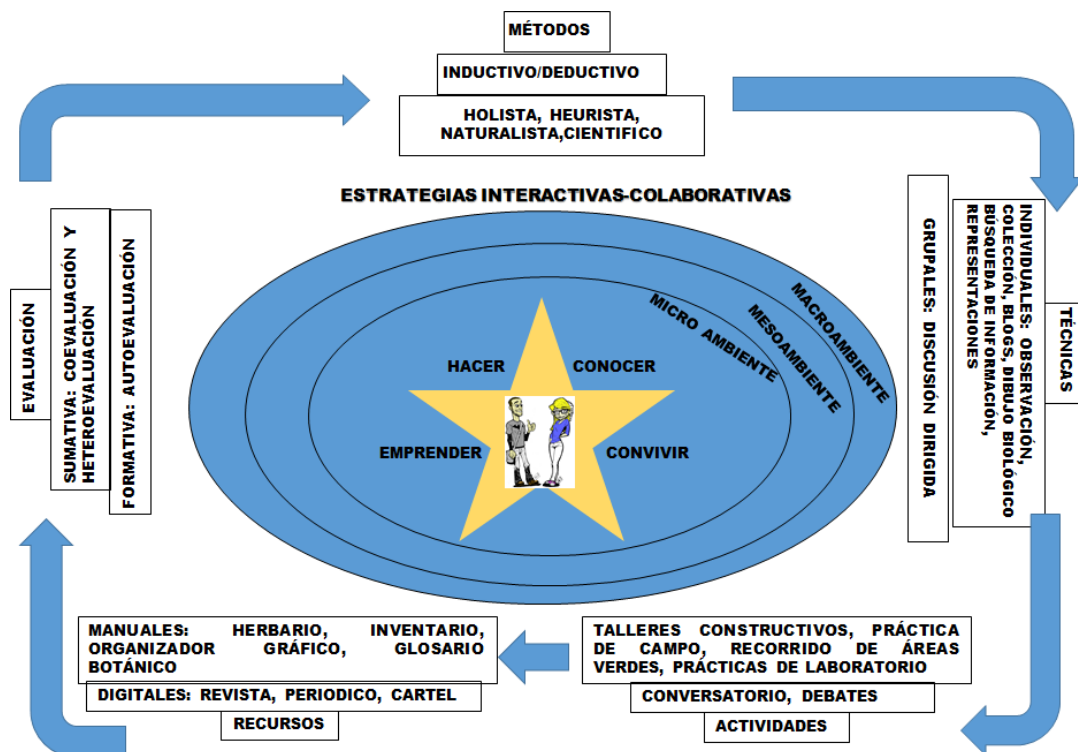 MÉTODOS
INDUCTIVO/DEDUCTIVO
HOLISTA, HEURISTA,
NATURALISTA,CIENTIFICO
ESTRATEGIAS INTERACTIVAS-COLABORATIVAS
MACROAMBIENTE
MESOAMBIENTE
MICRO AMBIENTE
HACER
CONOCER
EMPRENDER
CONVIVIR
TÉCNICAS
INDIVIDUALES: OBSERVACIÓN,
COLECCIÓN, BLOGS, DIBUJO BIOLÓGICO
BÚSQUEDA DE INFORMACIÓN,
REPRESENTACIONES
GRUPALES: DISCUSIÓN DIRIGIDA
TALLERES CONSTRUCTIVOS, PRÁCTICA
DE CAMPO, RECORRIDO DE ÁREAS
VERDES, PRÁCTICAS DE LABORATORIO
CONVERSATORIO, DEBATES
ACTIVIDADES
MANUALES: HERBARIO, INVENTARIO,
ORGANIZADOR GRÁFICO, GLOSARIO
BOTÁNICO
DIGITALES: REVISTA, PERIODICO, CARTEL
RECURSOS
EVALUACIÓN
SUMATIVA: COEVALUACIÓN Y
HETEROEVALUACIÓN
FORMATIVA: AUTOEVALUACIÓN